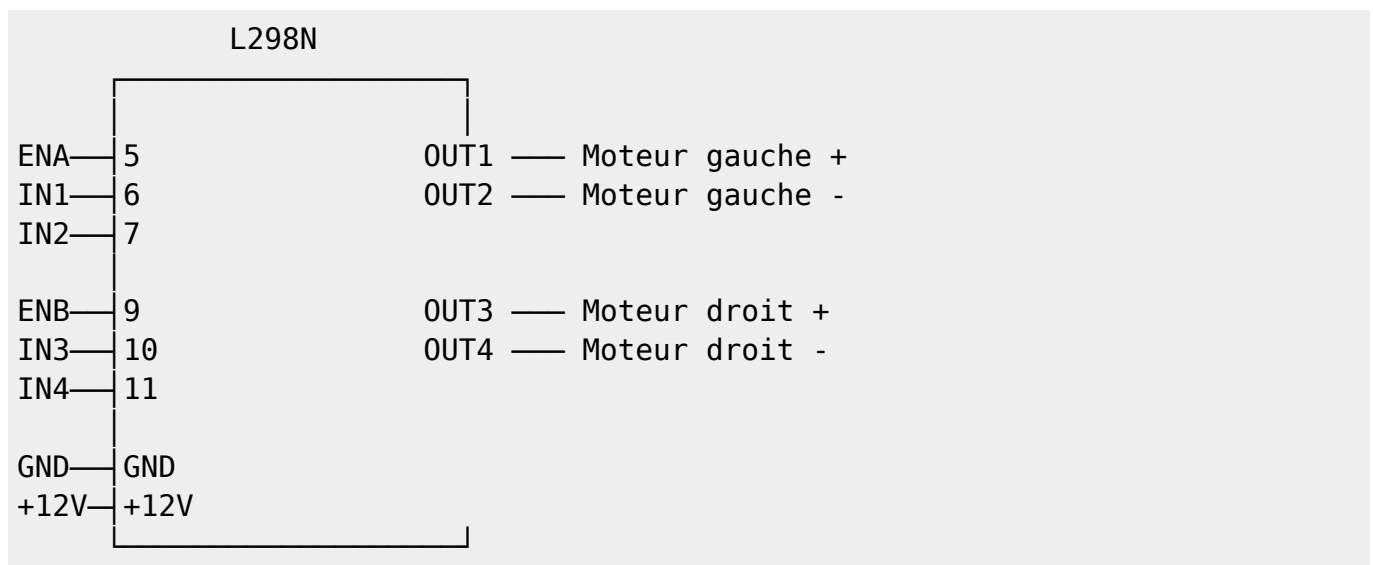 L298N
ENA 5 OUT1 Moteur gauche +
IN1 6 OUT2 Moteur gauche -
IN2 7
ENB 9 OUT3 Moteur droit +
IN3 10 OUT4 Moteur droit -
IN4 11
GND GND
+12V +12V